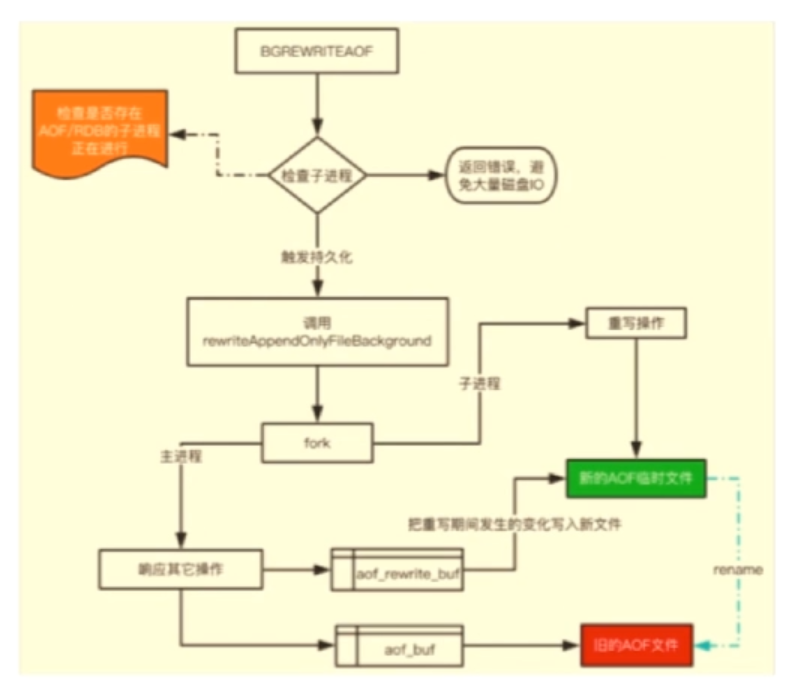 BGREWRITEAOF
检查是否存在
AOF/RDB的子进程
正在进行
检查子进程
返回错误，避
免大量磁盘IO
触发持久化
调用
rewriteAppendOnlyFileBackground
重写操作
子进程
fork
主进程
新的AOF临时文件
把重写期间发生的变化写入新文件
响应其它操作
aof_rewrite_buf
rename
aof_buf
旧的AOF文件